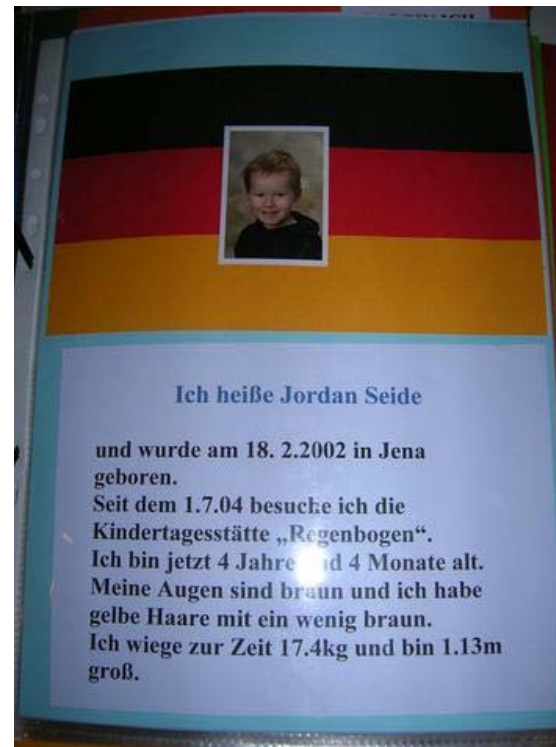 Ich heiße Jordan Seide
und wurde am 18. 2.2002 in Jena
geboren.
Seit dem 1.7.04 besuche ich die
Kindertagesstätte „Regenbogen“.
Ich bin jetzt 4 Jahre und 4 Monate alt.
Meine Augen sind braun und ich habe
gelbe Haare mit ein wenig braun.
Ich wiege zur Zeit 17.4kg und bin 1.13m
groß.